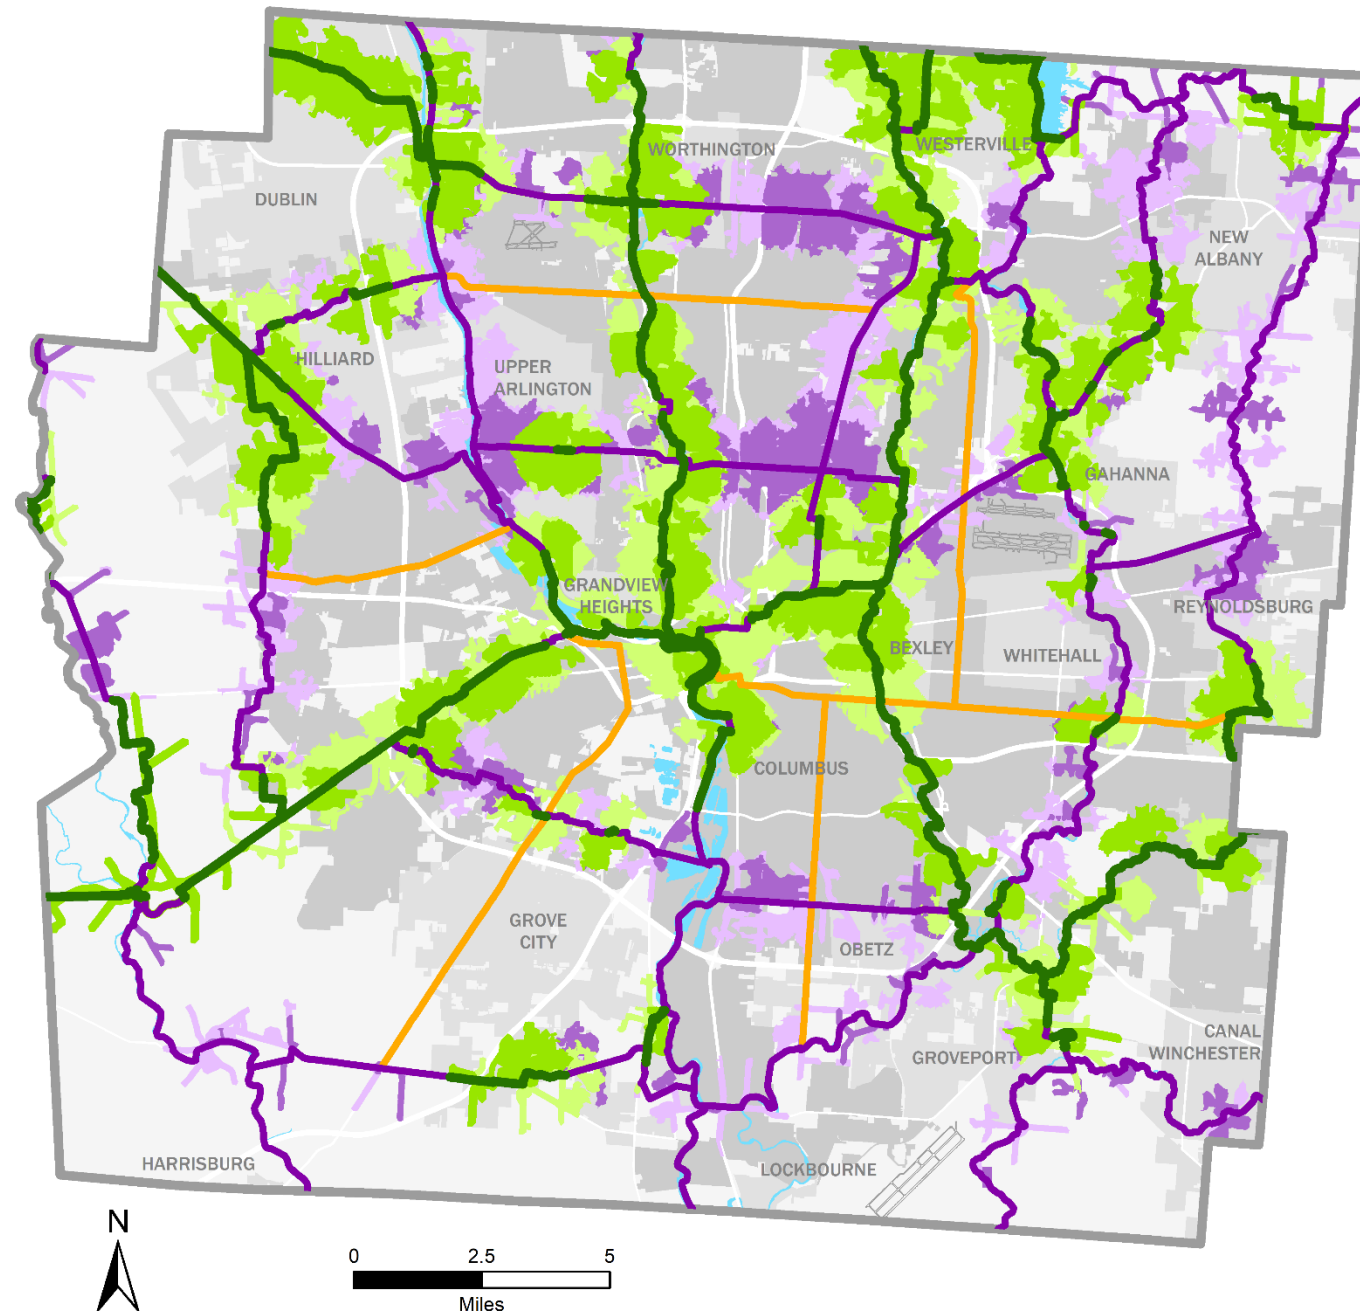 WORTHINGTON
WESTERVILLE
DUBLIN
NEW
ALBANY
HILLIARD
UPPER
ARLINGTON
GAHANNA
GRANDVIEW
HEIGHTS
REYNOLDSBURG
BEXLEY
WHITEHALL
COLUMBUS
GROVE
CITY
OBETZ
CANAL
WINCHESTER
GROVEPORT
HARRISBURG
LOCKBOURNE
N
0 2.5 5
Miles